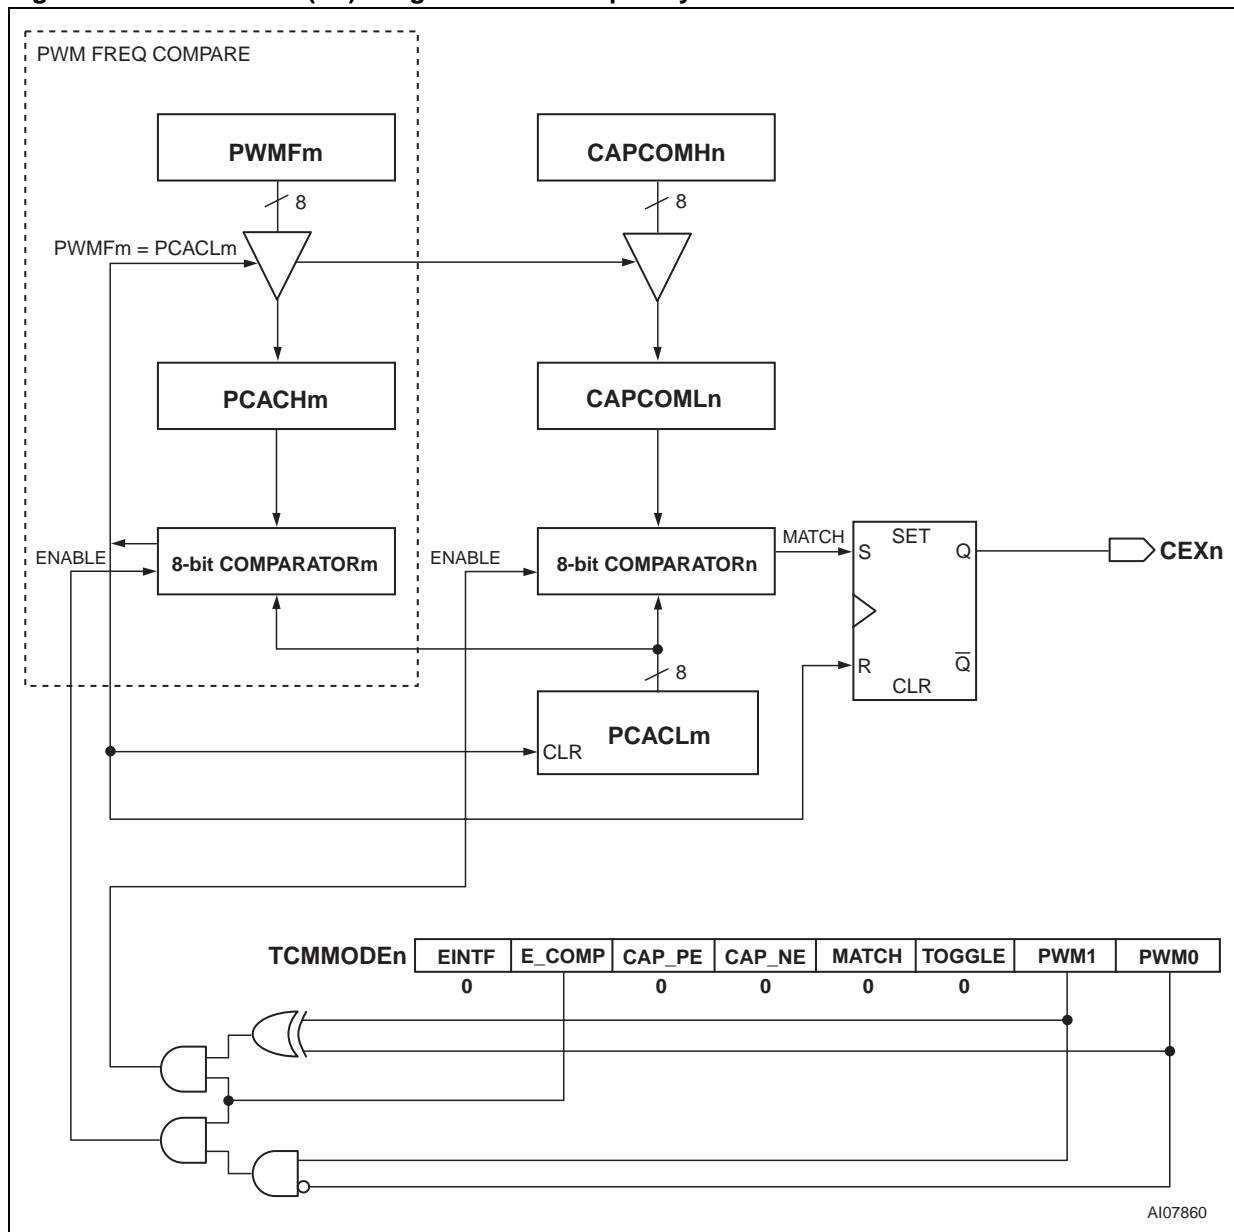 PWM FREQ COMPARE
PWMFm
CAPCOMHn
8
8
PWMFm = PCACLm
PCACHm
CAPCOMLn
ENABLE
8-bit COMPARATORm
ENABLE
8-bit COMPARATORn
MATCH
SET
S
Q
R
Q
CLR
CEXn
8
PCACLm
CLR
TCMMODEn
EINTF E_COMP CAP_PE CAP_NE MATCH TOGGLE PWM1 PWM0
0 0 0 0 0
AI07860